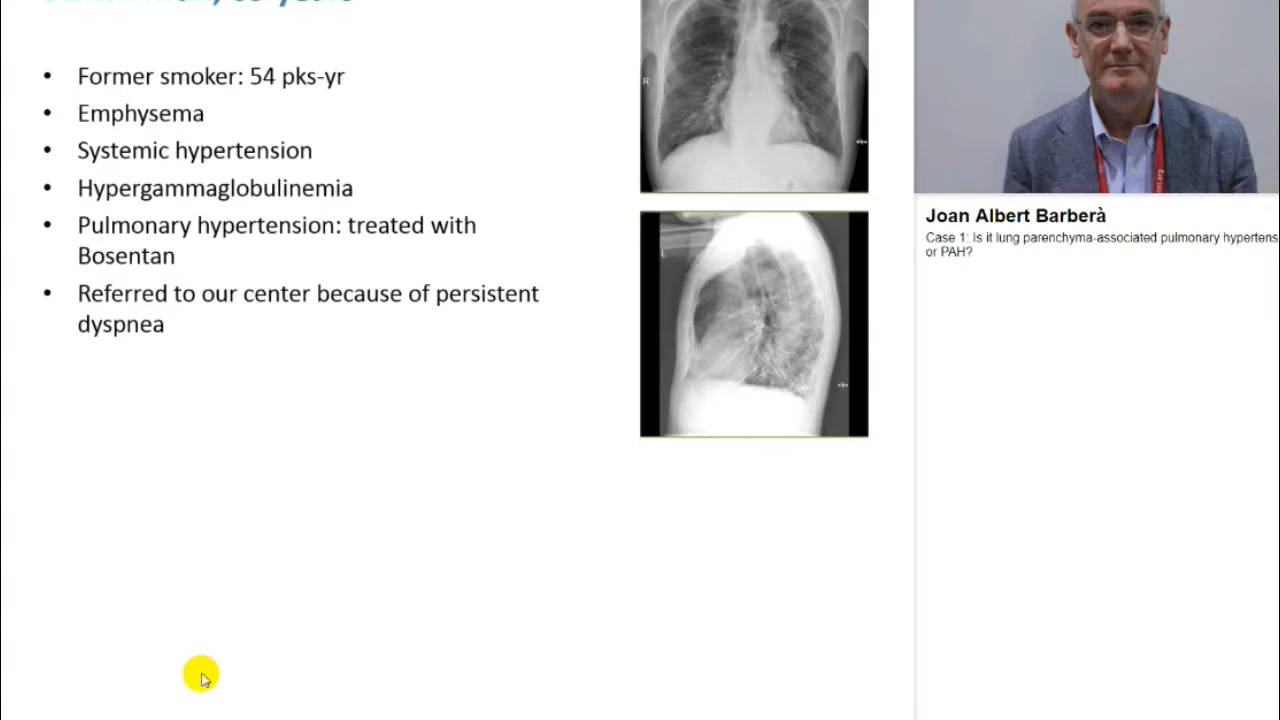 Former smoker: 54 pks-yr
Emphysema
Systemic hypertension
Hypergammaglobulinemia
Pulmonary hypertension: treated with
Bosentan
Referred to our center because of persistent
dyspnea
R
L
Joan Albert Barberà
Case 1: Is it lung parenchyma-associated pulmonary hypertens
or PAH?